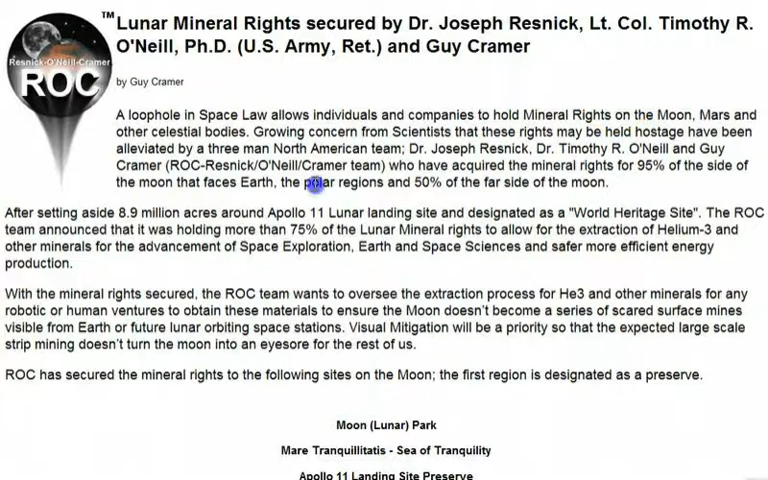 Resnick-O'Neill-Cramer
ROC
TM
Lunar Mineral Rights secured by Dr. Joseph Resnick, Lt. Col. Timothy R.
O'Neill, Ph.D. (U.S. Army, Ret.) and Guy Cramer
by Guy Cramer
A loophole in Space Law allows individuals and companies to hold Mineral Rights on the Moon, Mars and
other celestial bodies. Growing concern from Scientists that these rights may be held hostage have been
alleviated by a three man North American team; Dr. Joseph Resnick, Dr. Timothy R. O'Neill and Guy
Cramer (ROC-Resnick/O'Neill/Cramer team) who have acquired the mineral rights for 95% of the side of
the moon that faces Earth, the polar regions and 50% of the far side of the moon.
After setting aside 8.9 million acres around Apollo 11 Lunar landing site and designated as a "World Heritage Site". The ROC
team announced that it was holding more than 75% of the Lunar Mineral rights to allow for the extraction of Helium-3 and
other minerals for the advancement of Space Exploration, Earth and Space Sciences and safer more efficient energy
production.
With the mineral rights secured, the ROC team wants to oversee the extraction process for He3 and other minerals for any
robotic or human ventures to obtain these materials to ensure the Moon doesn't become a series of scared surface mines
visible from Earth or future lunar orbiting space stations. Visual Mitigation will be a priority so that the expected large scale
strip mining doesn't turn the moon into an eyesore for the rest of us.
ROC has secured the mineral rights to the following sites on the Moon; the first region is designated as a preserve.
Moon (Lunar) Park
Mare Tranquillitatis - Sea of Tranquility
Apollo 11 Landing Site Preserve